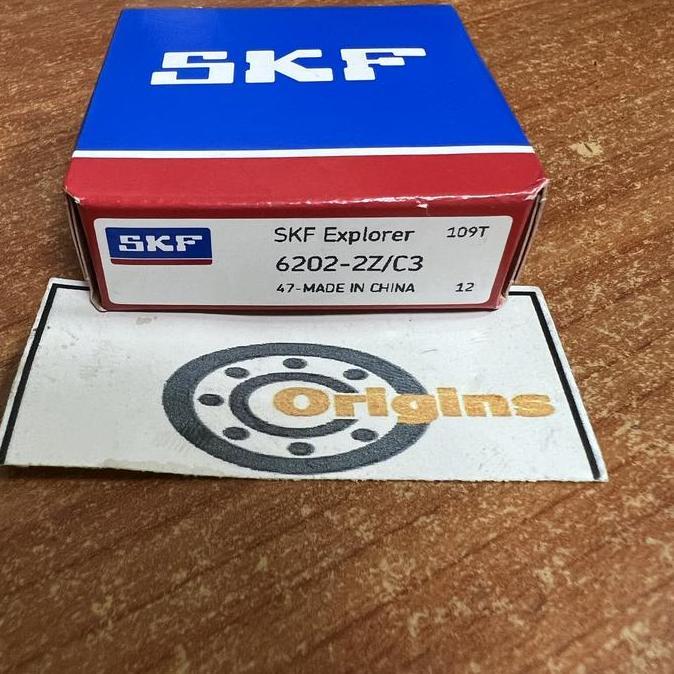 SKF
SKF
SKF Explorer 109T
6202-2Z/C3
47-MADE IN CHINA 12
Origins